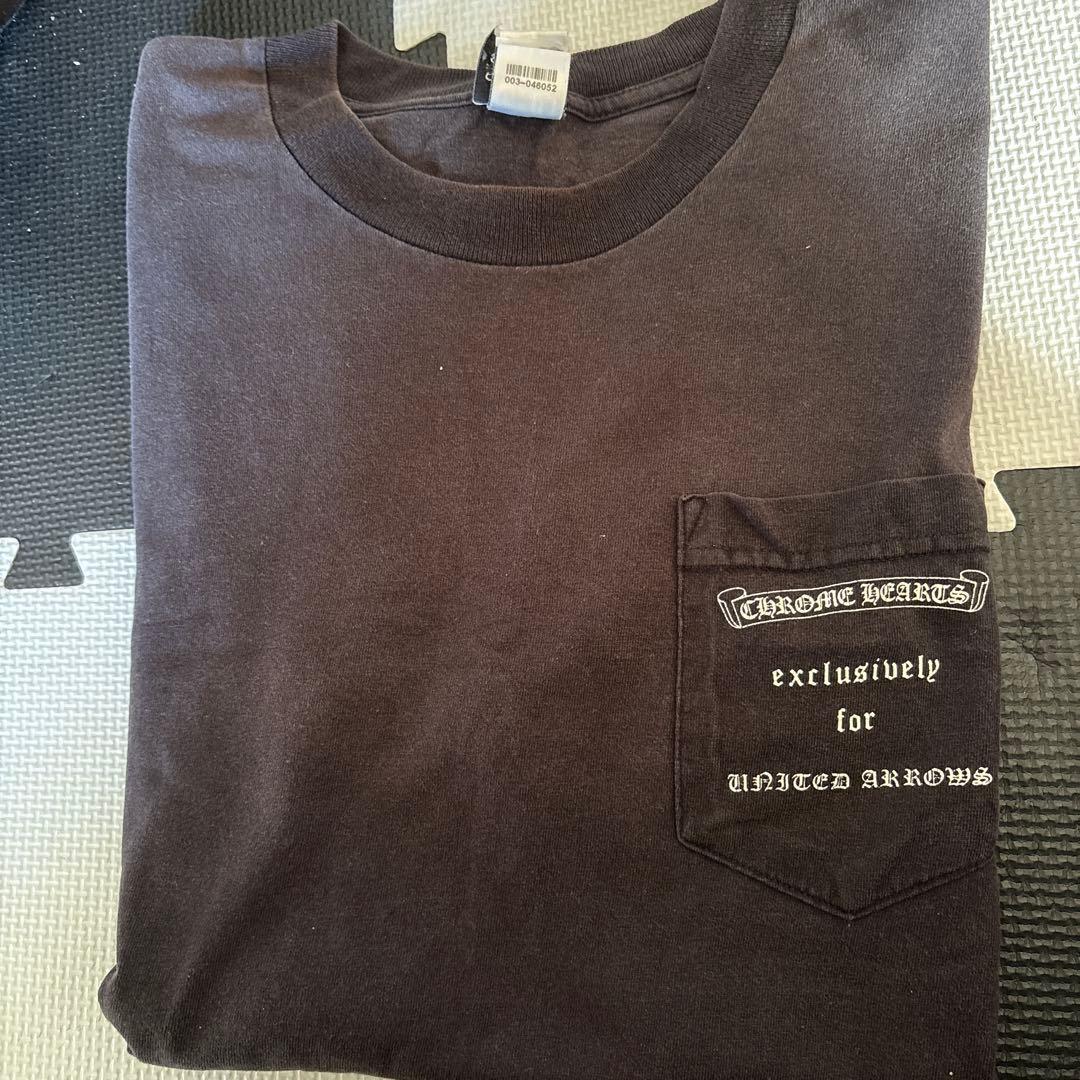 003-046052
CHROME HEARTS
exclusively
for
UNITED ARROWS